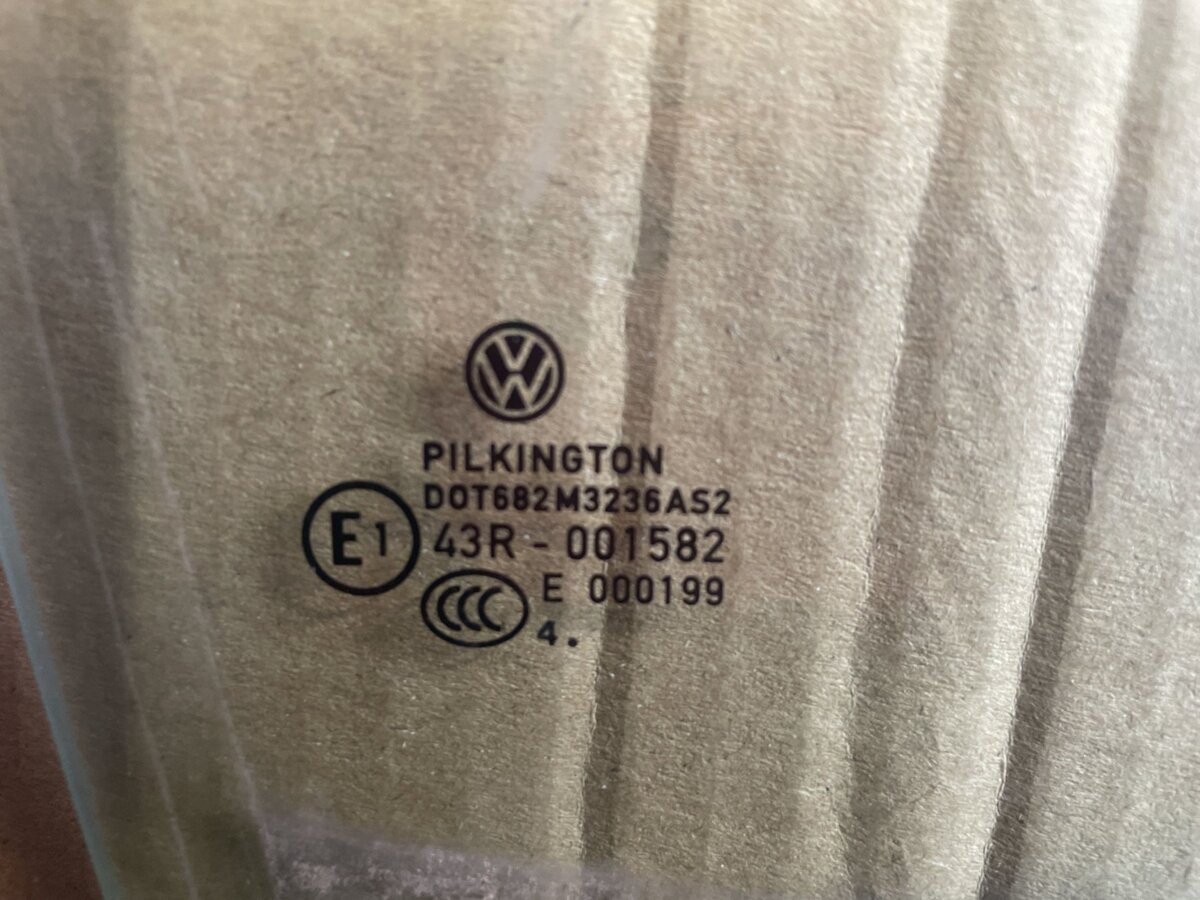 VW
PILKINGTON
DOT682M3236AS2
E1 43R - 001582
CCC E 000199
4.